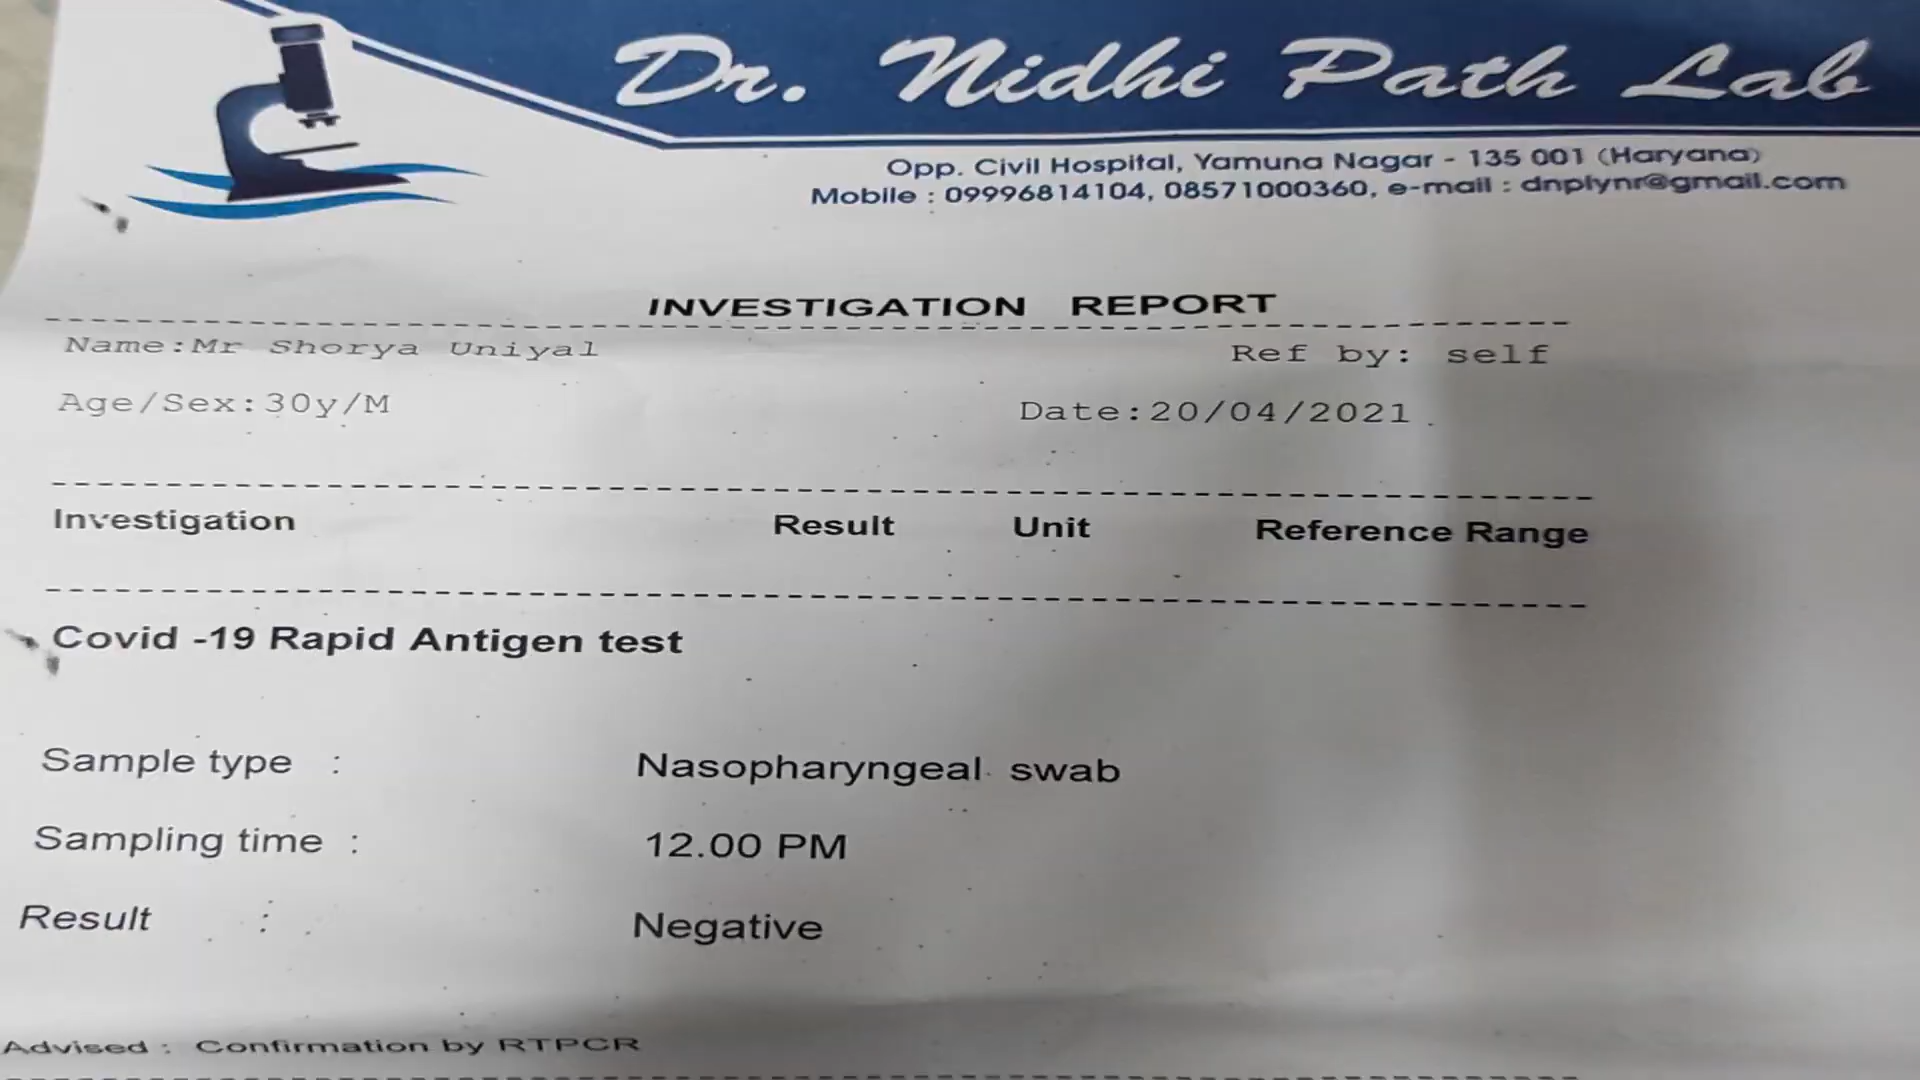 Dr. Nidhi Path Lab
Opp. Civil Hospital, Yamuna Nagar - 135 001 (Haryana)
Mobile : 09996814104, 08571000360, e-mail : dnplynr@gmail.com
INVESTIGATION REPORT
Name:Mr Shorya Uniyal Ref by: self
Age/Sex:30y/M Date:20/04/2021
Investigation Result Unit Reference Range
Covid -19 Rapid Antigen test
Sample type : Nasopharyngeal swab
Sampling time : 12.00 PM
Result : Negative
Advised : Confirmation by RTPCR